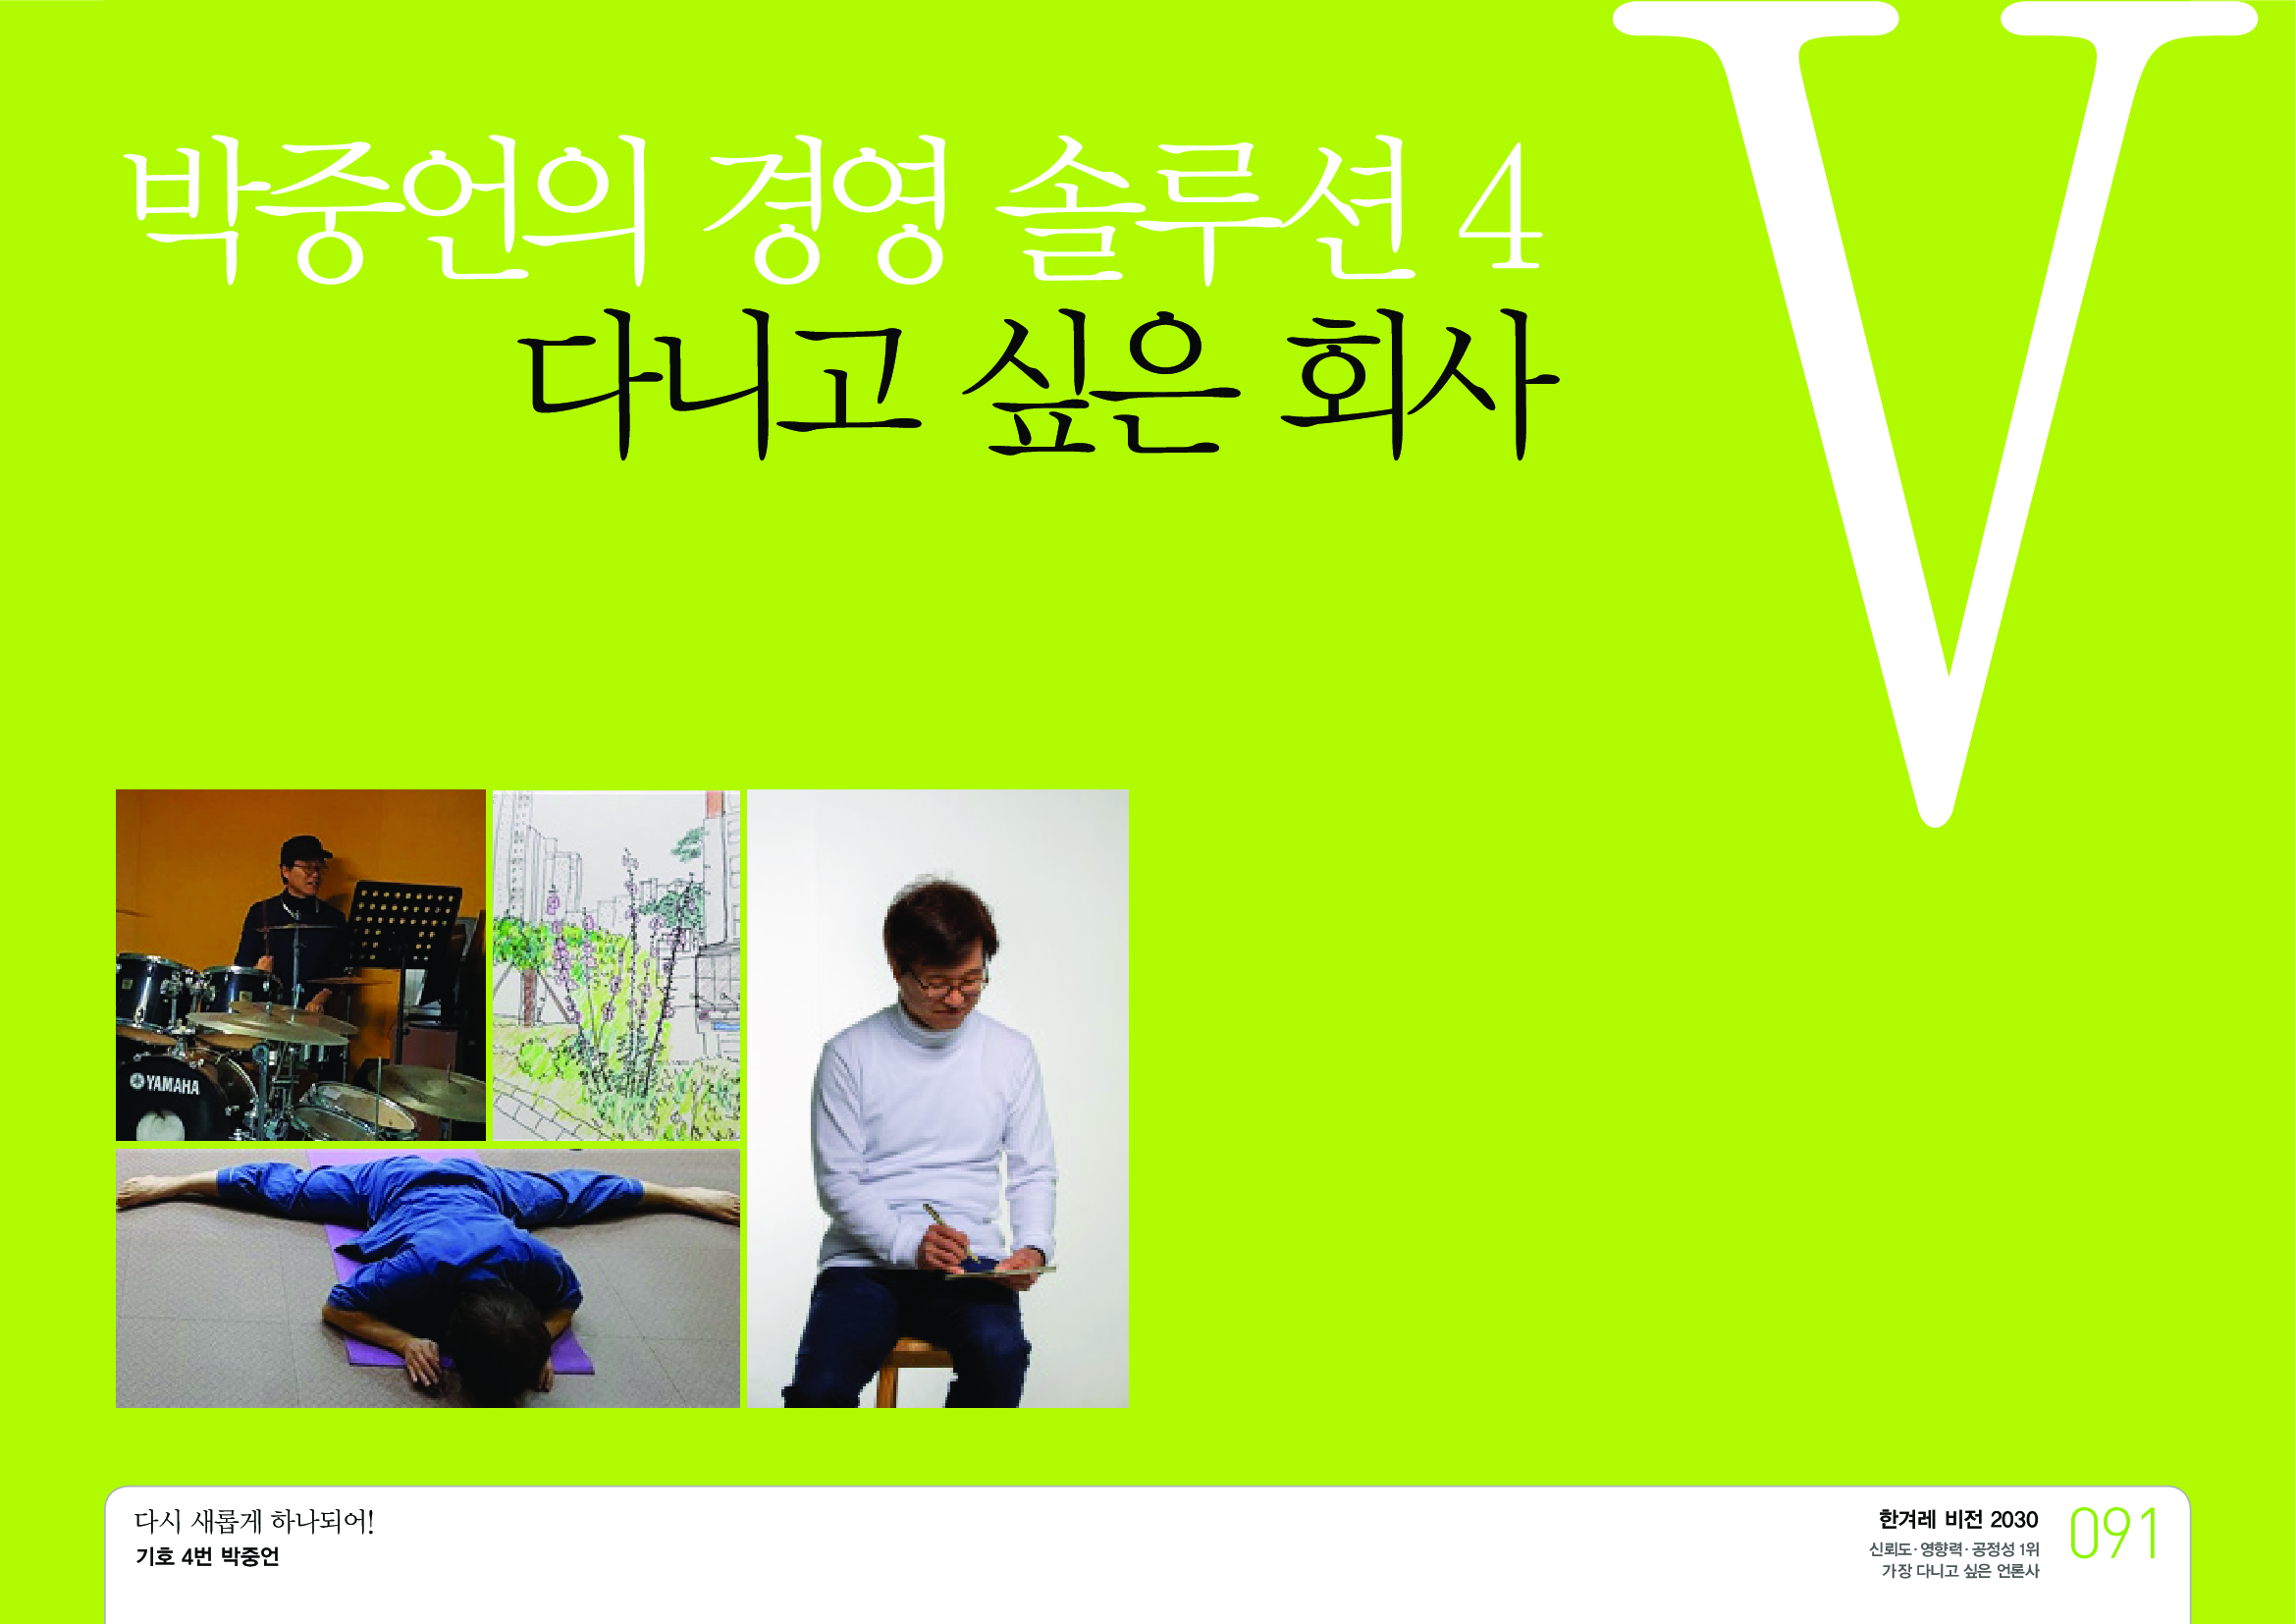 V
박중언의 경영 솔루션 4
다니고 싶은 회사
YAMAHA
다시 새롭게 하나되어!
기호 4번 박중언
한겨레 비전 2030
신뢰도·영향력·공정성 1위
가장 다니고 싶은 언론사
091